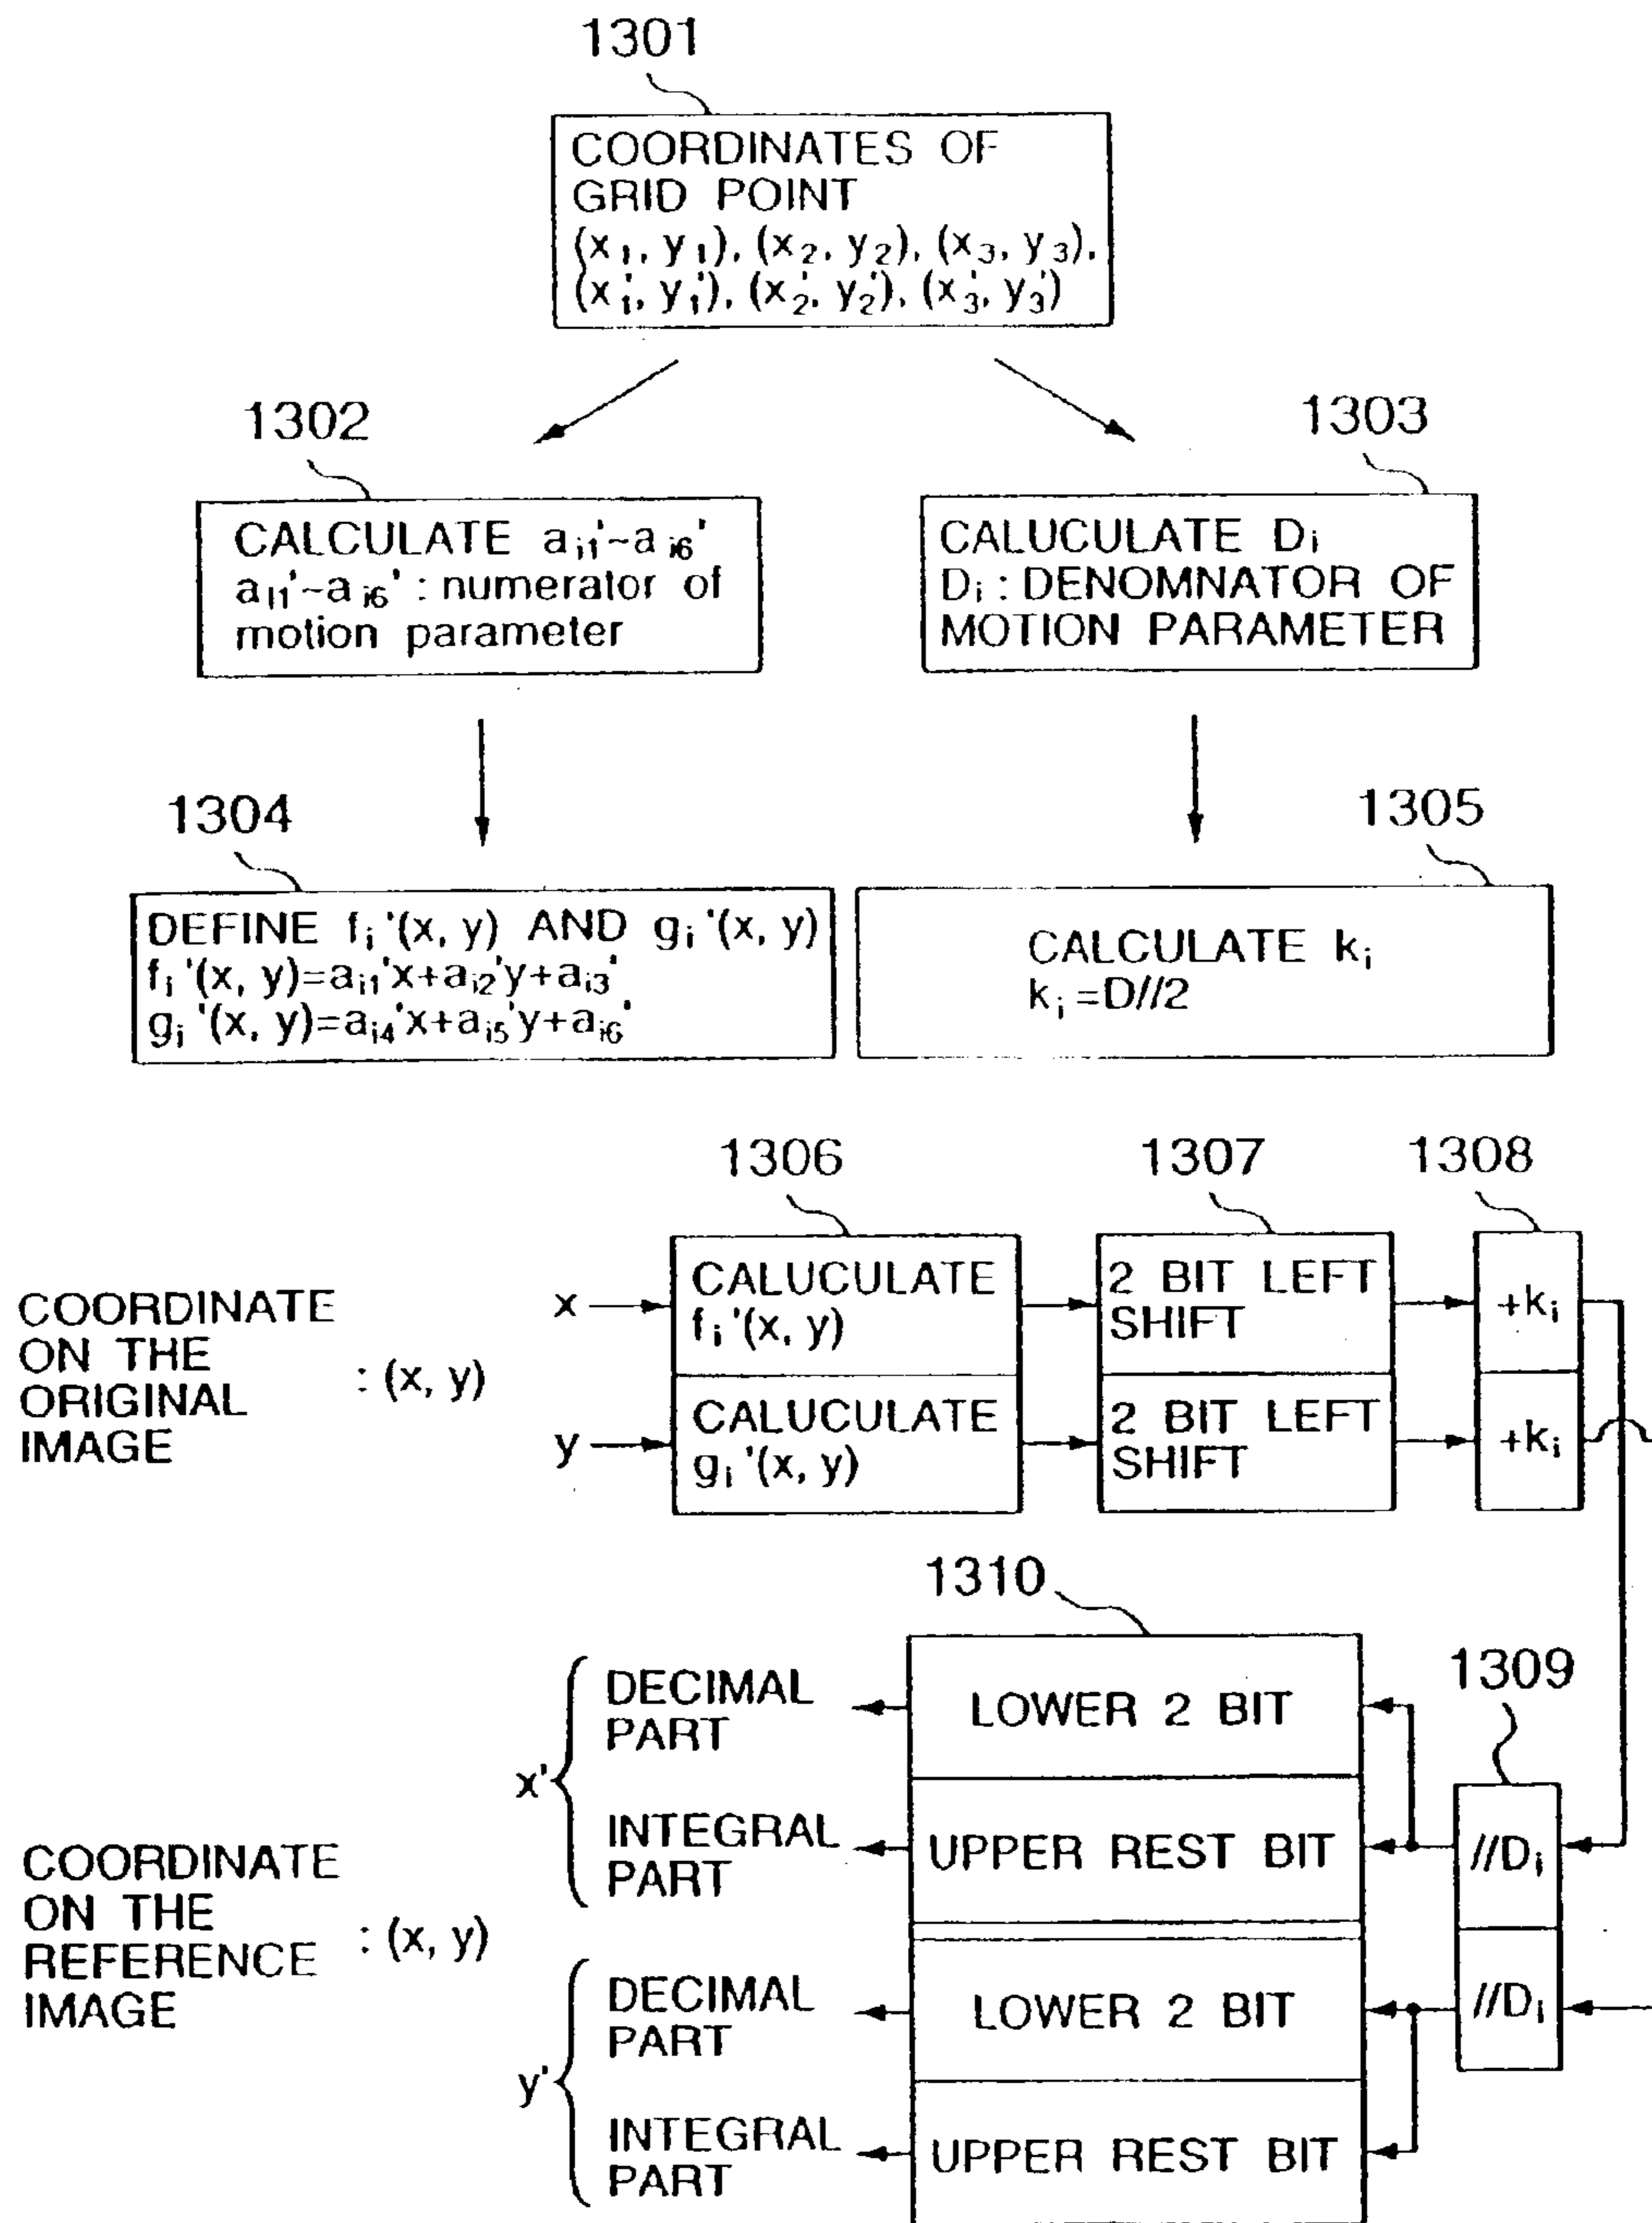 1301
COORDINATES OF
GRID POINT
(x₁, y₁), (x₂, y₂), (x₃, y₃),
(x₁', y₁'), (x₂', y₂'), (x₃', y₃')
1302
1303
CALCULATE aᵢ₁'~aᵢ₆'
aᵢ₁'~aᵢ₆' : numerator of
motion parameter
CALUCULATE Dᵢ
Dᵢ : DENOMNATOR OF
MOTION PARAMETER
1304
1305
DEFINE fᵢ'(x, y) AND gᵢ'(x, y)
fᵢ'(x, y)=aᵢ₁'x+aᵢ₂'y+aᵢ₃'
gᵢ'(x, y)=aᵢ₄'x+aᵢ₅'y+aᵢ₆'
CALCULATE kᵢ
kᵢ=D//2
1306
1307
1308
COORDINATE
ON THE
ORIGINAL
IMAGE
: (x, y)
x
CALUCULATE
fᵢ'(x, y)
2 BIT LEFT
SHIFT
+kᵢ
y
CALUCULATE
gᵢ'(x, y)
2 BIT LEFT
SHIFT
+kᵢ
1310
1309
COORDINATE
ON THE
REFERENCE
IMAGE
: (x, y)
x'
DECIMAL
PART
LOWER 2 BIT
INTEGRAL
PART
UPPER REST BIT
//Dᵢ
y'
DECIMAL
PART
LOWER 2 BIT
//Dᵢ
INTEGRAL
PART
UPPER REST BIT